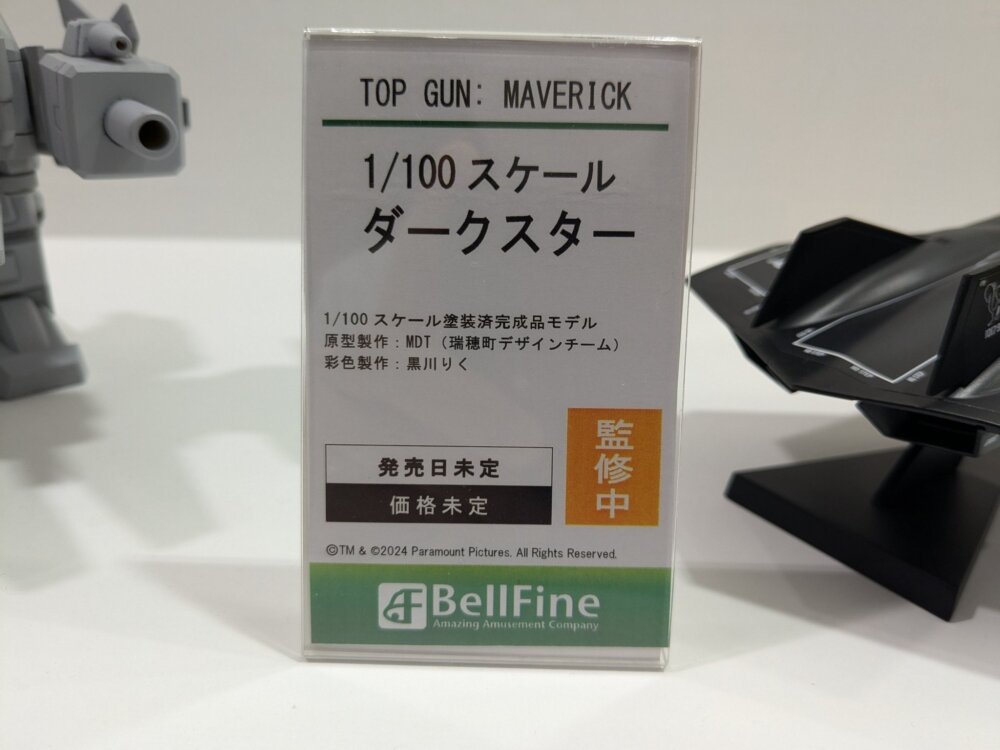 TOP GUN: MAVERICK
1/100 スケール
ダークスター
1/100 スケール塗装済完成品モデル
原型製作：MDT（瑞穂町デザインチーム）
彩色製作：黒川りく
監修中
発売日未定
価格未定
©TM & ©2024 Paramount Pictures. All Rights Reserved.
BellFine
Amazing Amusement Company